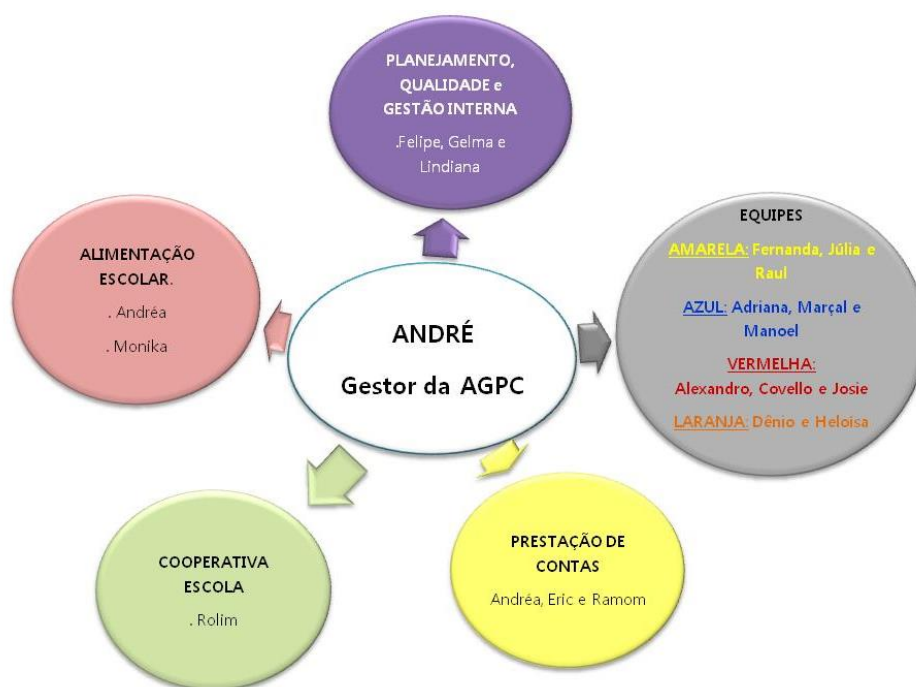 PLANEJAMENTO,
QUALIDADE e
GESTÃO INTERNA
.Felipe, Gelma e
Lindiana
EQUIPES
AMARELA: Fernanda, Júlia e
Raul
AZUL: Adriana, Marçal e
Manoel
VERMELHA:
Alexandro, Covello e Josie
LARANJA: Dênio e Heloisa
ALIMENTAÇÃO
ESCOLAR.
. Andréa
. Monika
ANDRÉ
Gestor da AGPC
COOPERATIVA
ESCOLA
. Rolim
PRESTAÇÃO DE
CONTAS
Andréa, Eric e Ramom